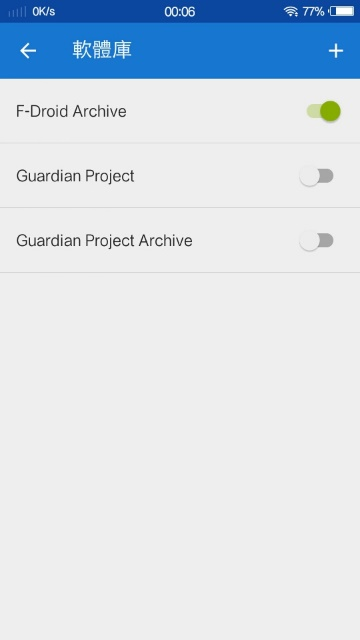 0K/s 00:06 77%
軟體庫
F-Droid Archive
Guardian Project
Guardian Project Archive